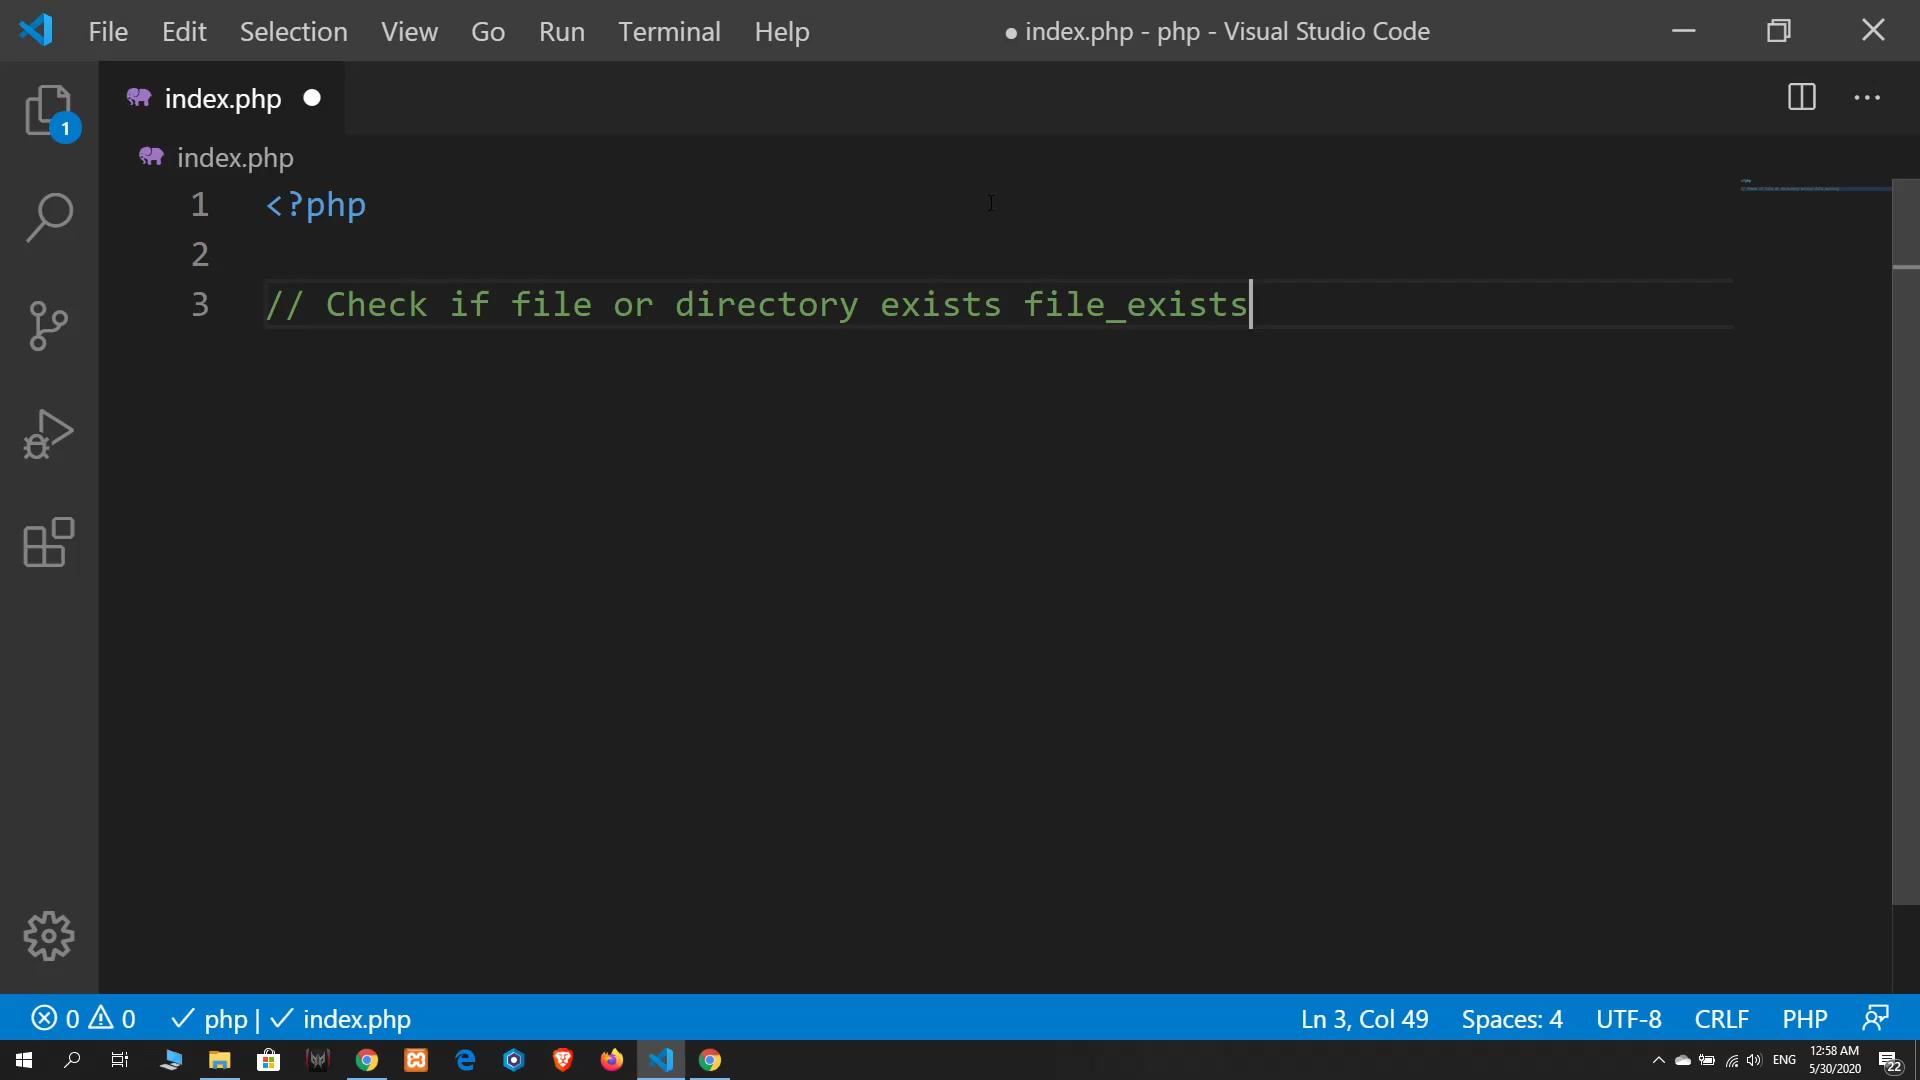 File Edit Selection View Go Run Terminal Help ● index.php - php - Visual Studio Code
index.php
1
index.php
1 <?php
2
3 // Check if file or directory exists file_exists
0 0 php | index.php Ln 3, Col 49 Spaces: 4 UTF-8 CRLF PHP
ENG 12:58 AM
5/30/2020 22